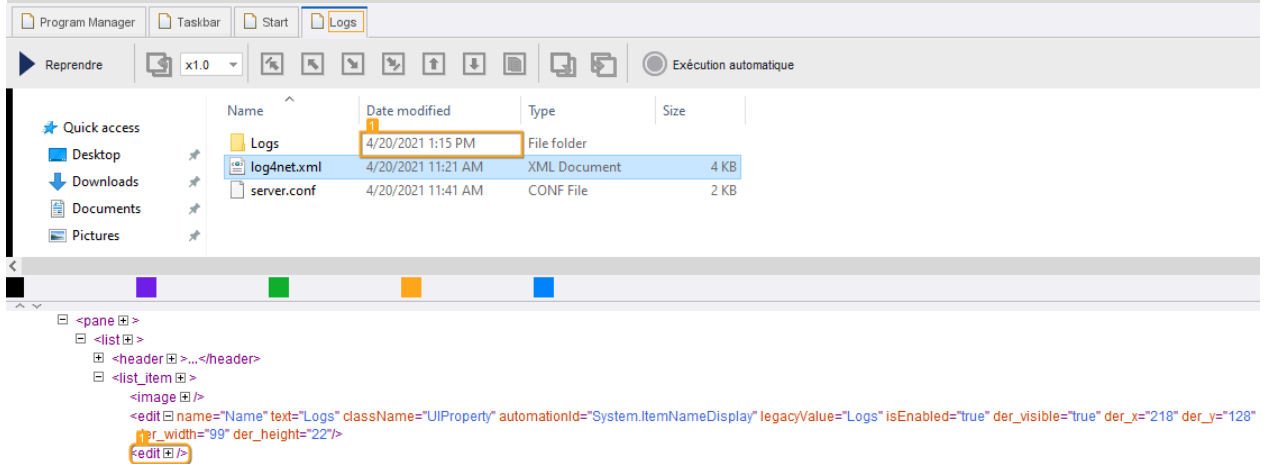 Program Manager Taskbar Start Logs
Reprendre x1.0 Exécution automatique
Name Date modified Type Size
Quick access
1
Logs 4/20/2021 1:15 PM File folder
Desktop
log4net.xml 4/20/2021 11:21 AM XML Document 4 KB
Downloads
server.conf 4/20/2021 11:41 AM CONF File 2 KB
Documents
Pictures
<pane >
<list >
<header >...</header>
<list_item >
<image />
<edit name="Name" text="Logs" className="UIProperty" automationId="System.ItemNameDisplay" legacyValue="Logs" isEnabled="true" der_visible="true" der_x="218" der_y="128"
1 er_width="99" der_height="22"/>
<edit />